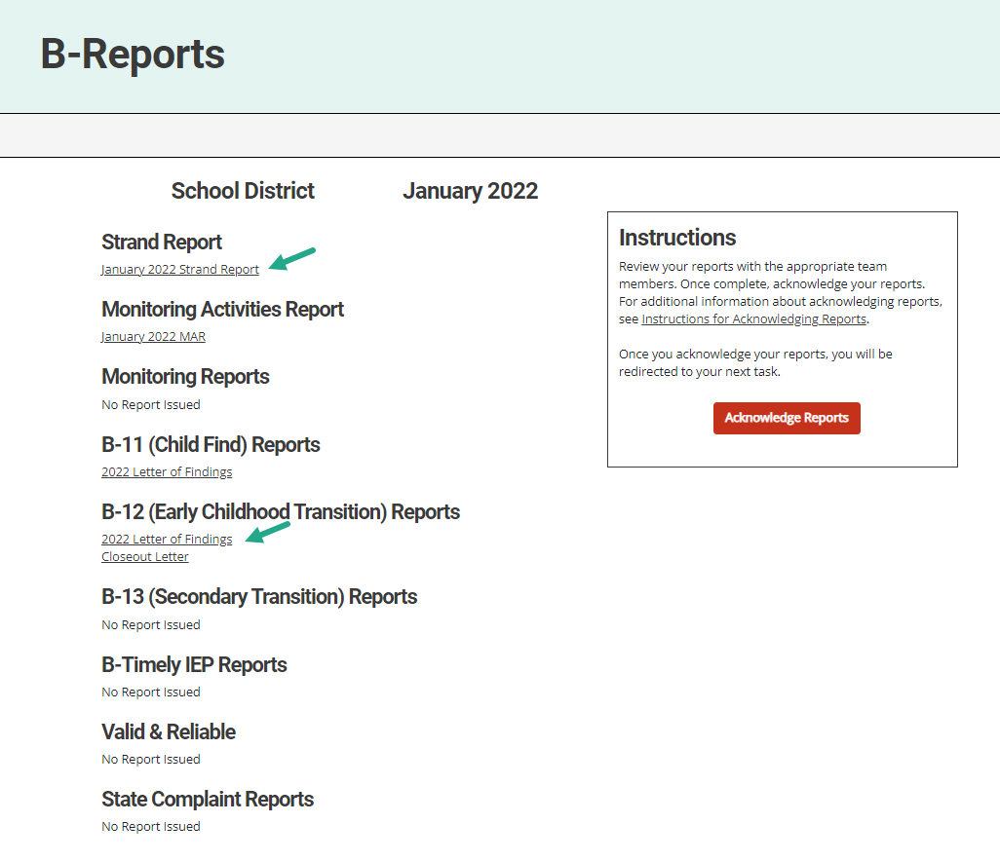 B-Reports
School District
January 2022
Strand Report
January 2022 Strand Report
Monitoring Activities Report
January 2022 MAR
Monitoring Reports
No Report Issued
B-11 (Child Find) Reports
2022 Letter of Findings
B-12 (Early Childhood Transition) Reports
2022 Letter of Findings
Closeout Letter
B-13 (Secondary Transition) Reports
No Report Issued
B-Timely IEP Reports
No Report Issued
Valid & Reliable
No Report Issued
State Complaint Reports
No Report Issued
Instructions
Review your reports with the appropriate team
members. Once complete, acknowledge your reports.
For additional information about acknowledging reports,
see Instructions for Acknowledging Reports.
Once you acknowledge your reports, you will be
redirected to your next task.
Acknowledge Reports